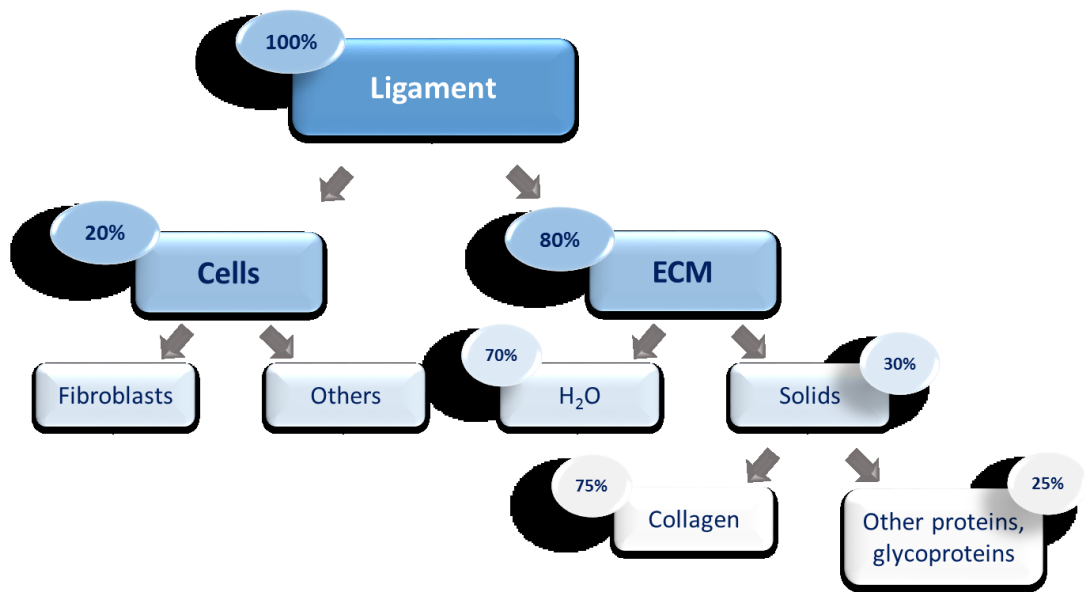 100%
Ligament
20%
Cells
80%
ECM
Fibroblasts
Others
70%
H₂O
Solids
30%
75%
Collagen
Other proteins,
glycoproteins
25%